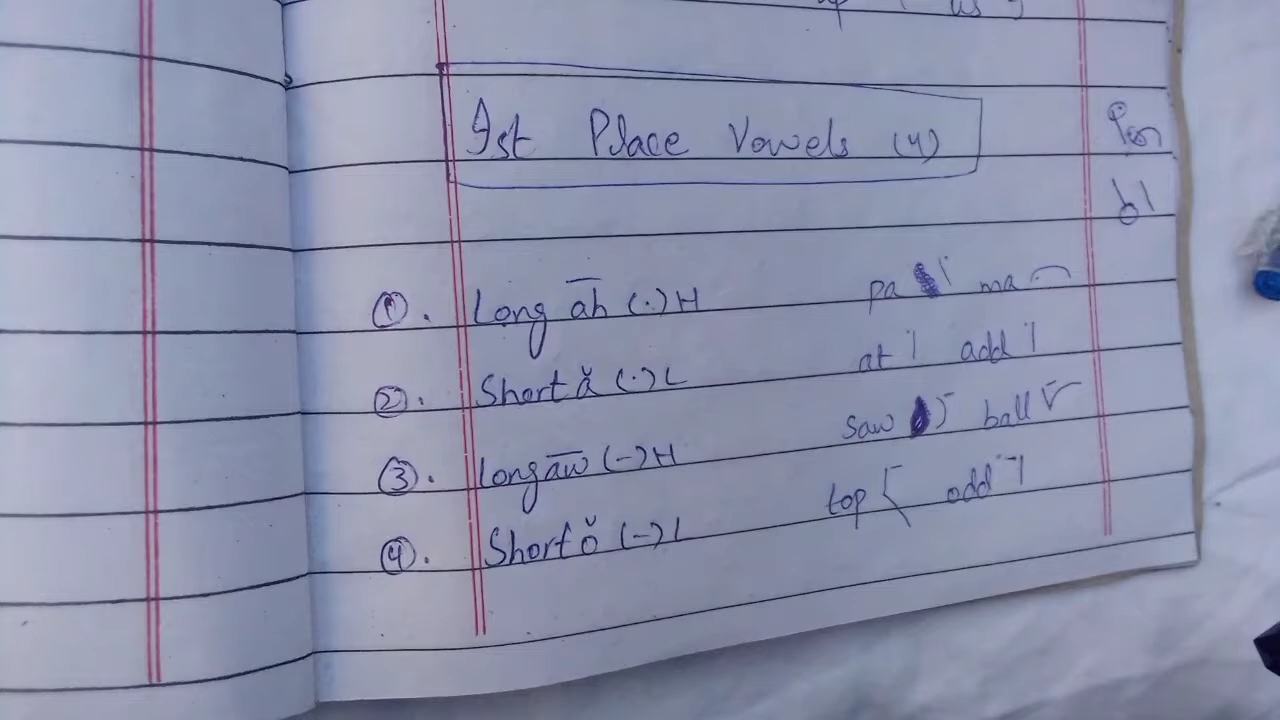 Ist Place Vowels (4)
①. Long āh (.) H pa ma
②. Short ă (.) L at add
③. Long āw (-) H saw ball
④. Short ŏ (-) L top odd